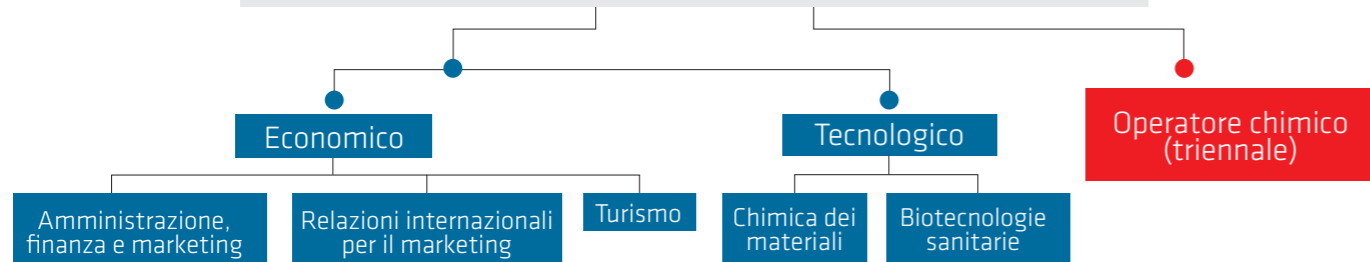 Economico
Tecnologico
Operatore chimico
(triennale)
Amministrazione,
finanza e marketing
Relazioni internazionali
per il marketing
Turismo
Chimica dei
materiali
Biotecnologie
sanitarie